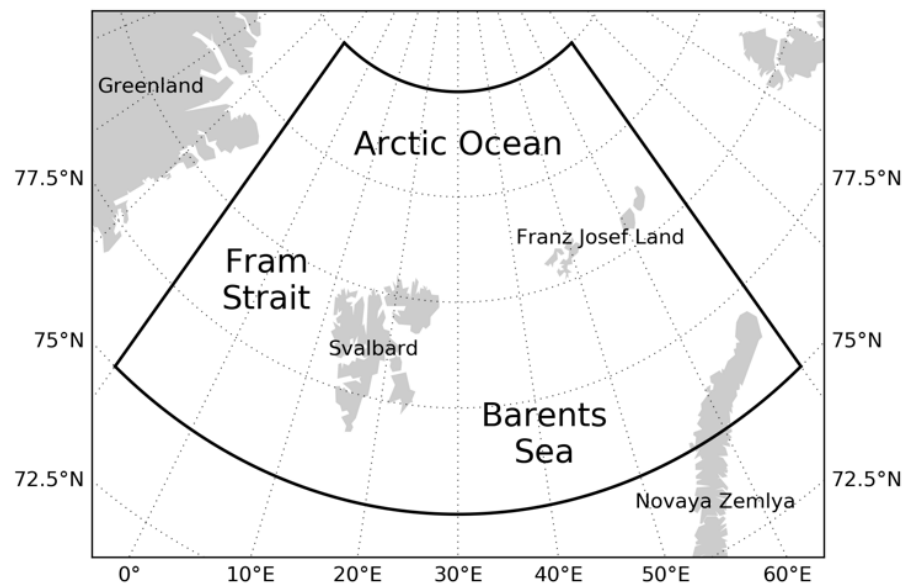 Greenland
Arctic Ocean
77.5°N
77.5°N
Franz Josef Land
Fram
Strait
75°N
75°N
Svalbard
Barents
Sea
72.5°N
72.5°N
Novaya Zemlya
0°
10°E
20°E
30°E
40°E
50°E
60°E